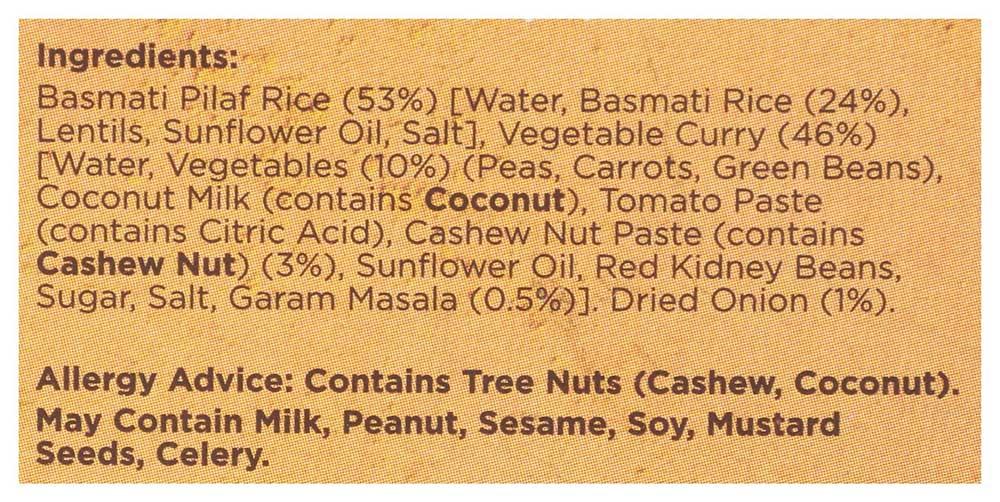 Ingredients:
Basmati Pilaf Rice (53%) [Water, Basmati Rice (24%),
Lentils, Sunflower Oil, Salt], Vegetable Curry (46%)
[Water, Vegetables (10%) (Peas, Carrots, Green Beans),
Coconut Milk (contains Coconut), Tomato Paste
(contains Citric Acid), Cashew Nut Paste (contains
Cashew Nut) (3%), Sunflower Oil, Red Kidney Beans,
Sugar, Salt, Garam Masala (0.5%)]. Dried Onion (1%).
Allergy Advice: Contains Tree Nuts (Cashew, Coconut).
May Contain Milk, Peanut, Sesame, Soy, Mustard
Seeds, Celery.